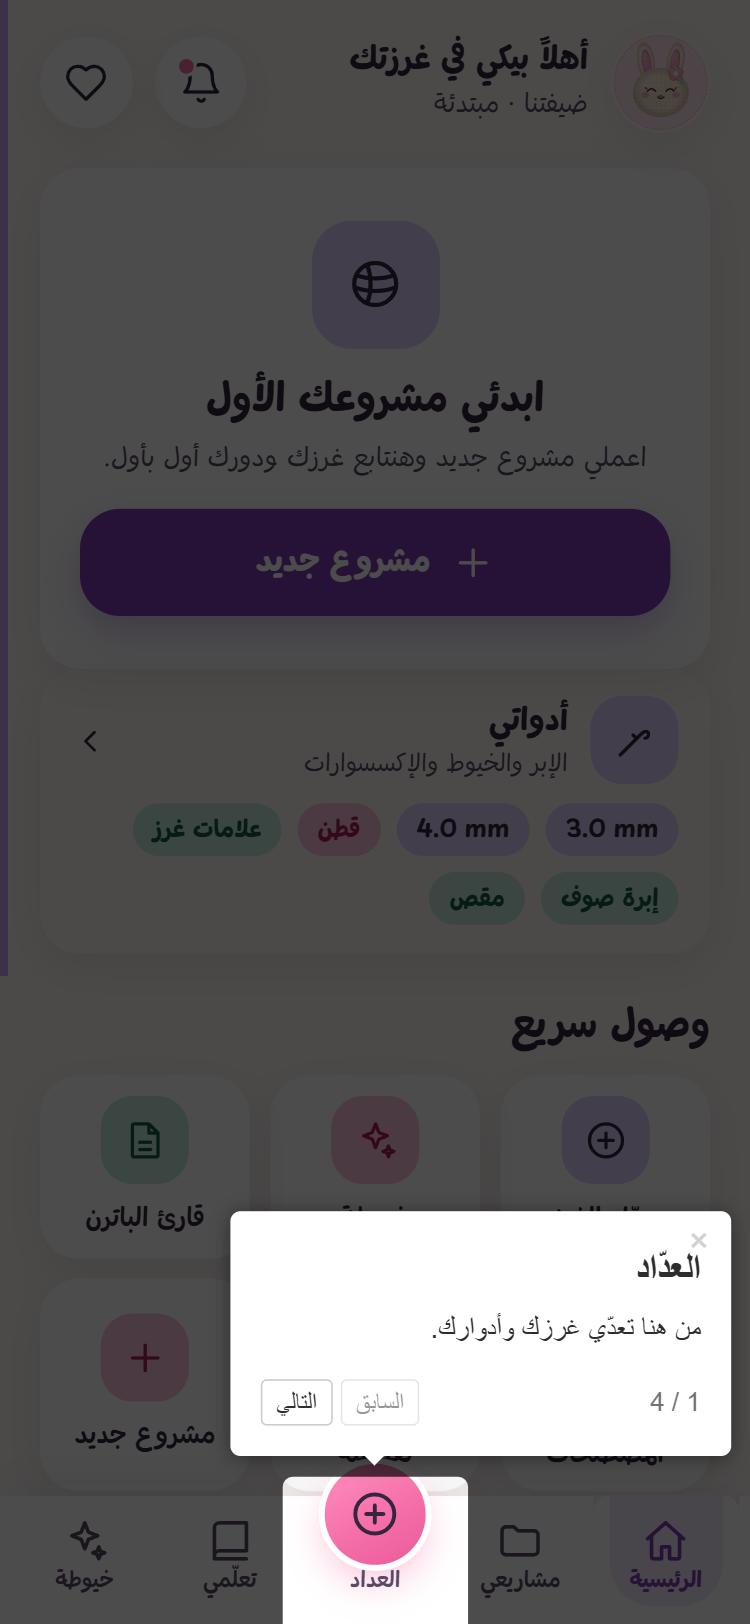 أهلاً بيكي في غرزتك
ضيفتنا · مبتدئة
ابدئي مشروعك الأول
اعملي مشروع جديد وهنتابع غرزك ودورك أول بأول.
مشروع جديد
أدواتي
الإبر والخيوط والإكسسوارات
3.0 mm
4.0 mm
قطن
علامات غرز
إبرة صوف
مقص
وصول سريع
قارئ الباترن
×
العدّاد
من هنا تعدّي غرزك وأدوارك.
1 / 4
السابق
التالي
مشروع جديد
الرئيسية
مشاريعي
العداد
تعلّمي
خيوطة